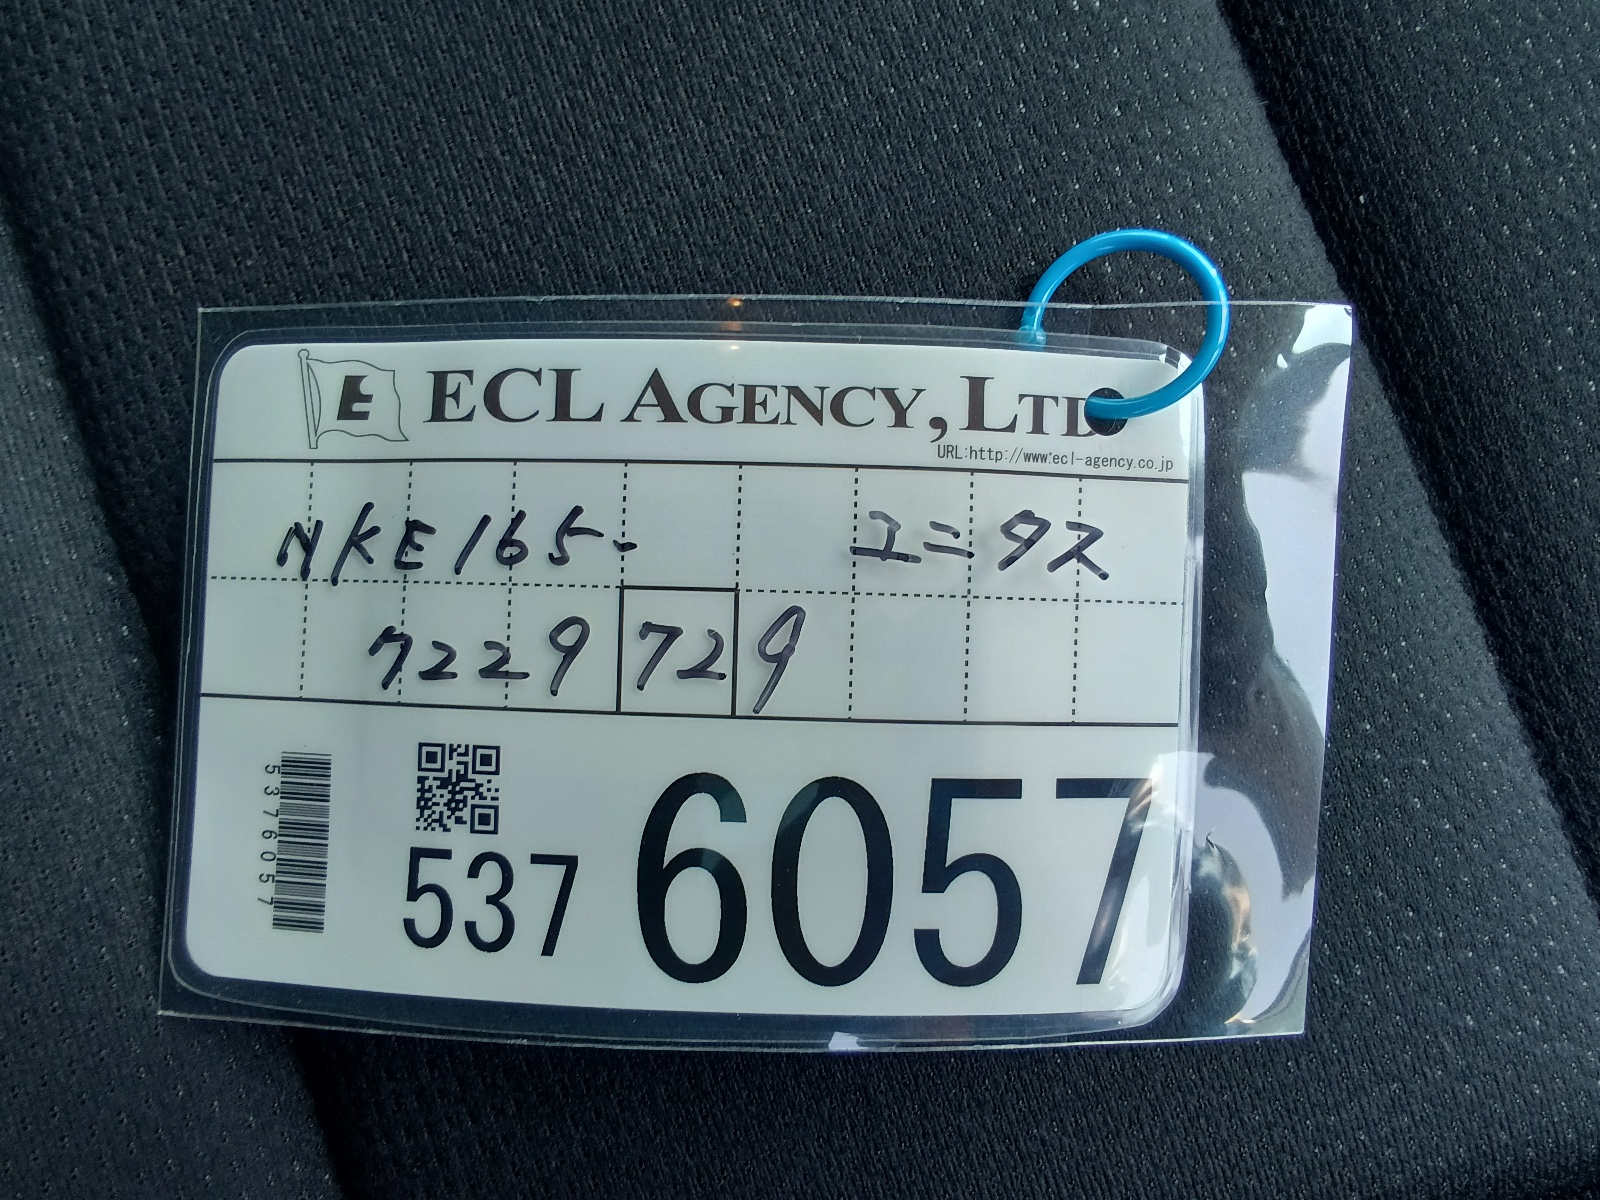 E ECL AGENCY, LTD
URL:http://www.ecl-agency.co.jp
NKE165- ユニタス
7229729
5376057
537 6057